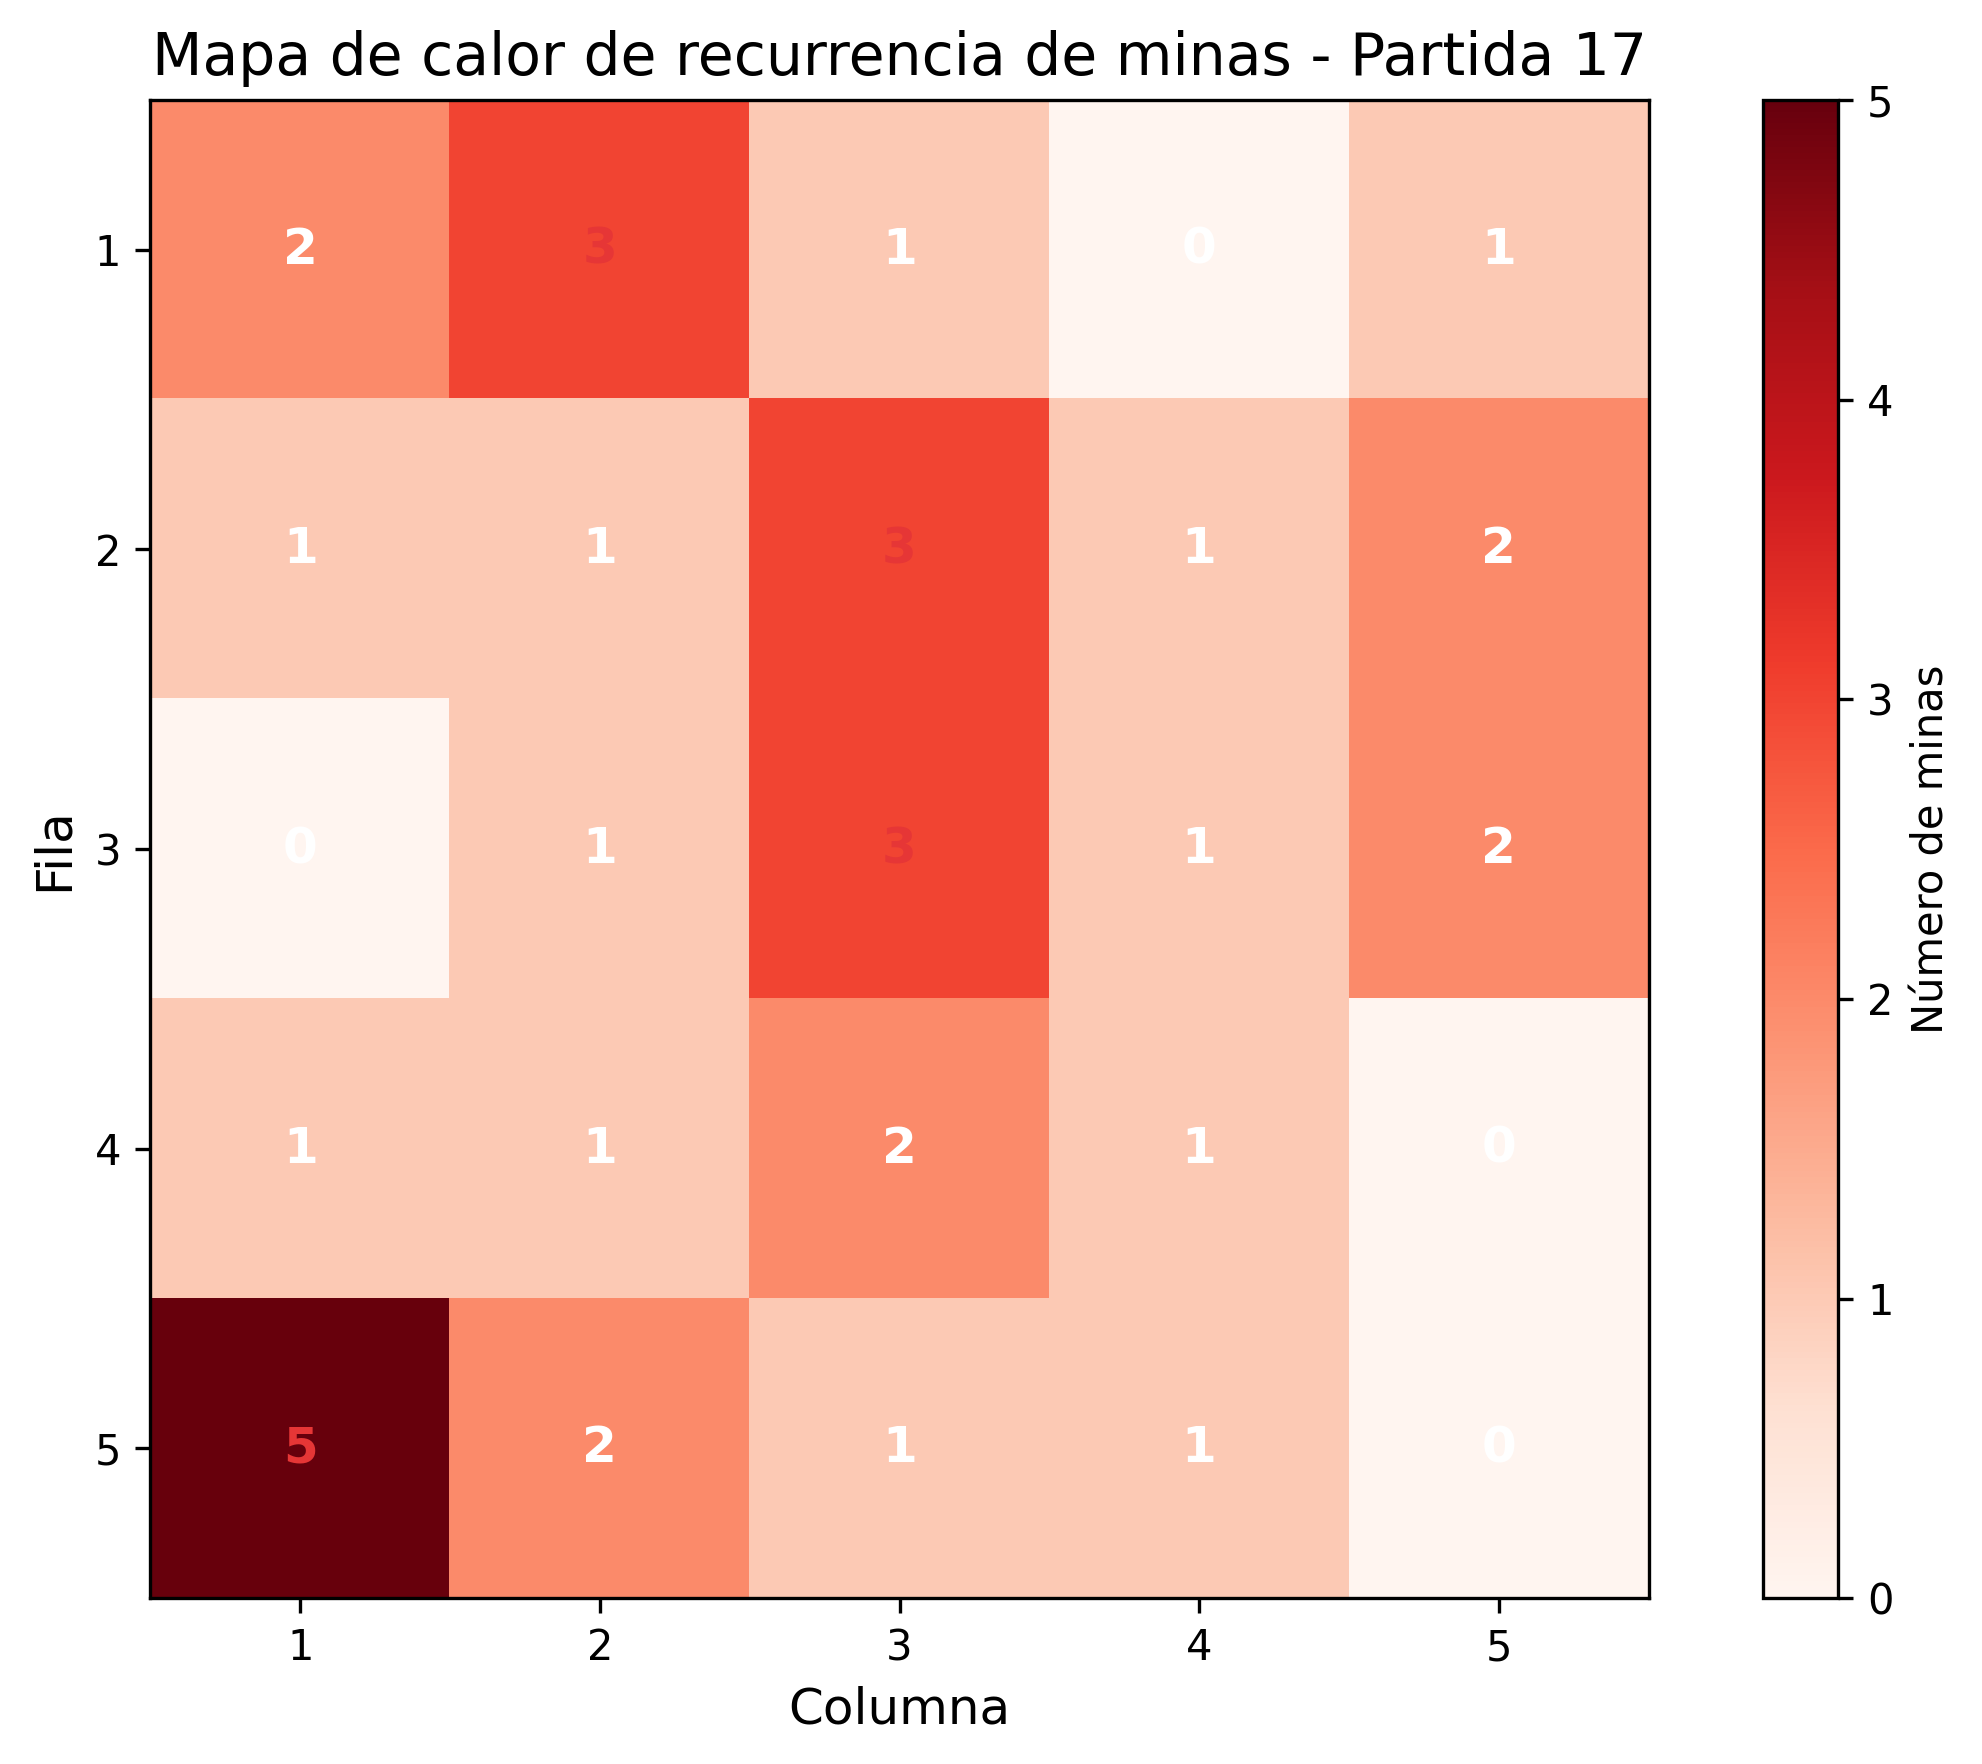 Mapa de calor de recurrencia de minas - Partida 17
1 2 3 1 0 1
2 1 1 3 1 2
3 0 1 3 1 2
4 1 1 2 1 0
5 5 2 1 1 0
1 2 3 4 5
Columna
Fila
5
4
3
2
1
0
Número de minas